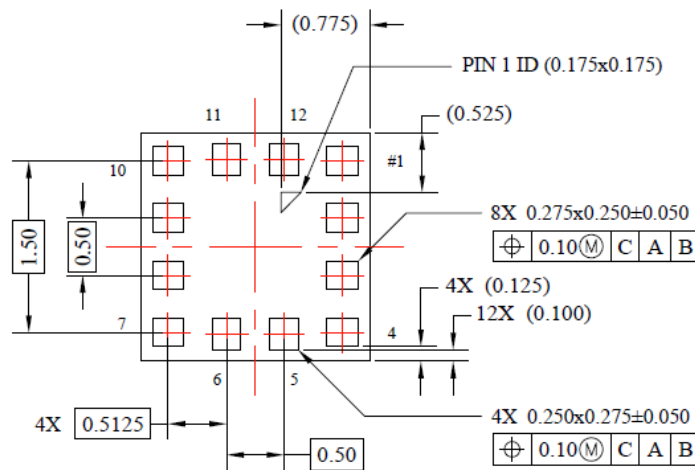 (0.775)
PIN 1 ID (0.175x0.175)
11
12
(0.525)
10
#1
1.50
0.50
8X 0.275x0.250±0.050
⌖ 0.10Ⓜ C A B
4X (0.125)
12X (0.100)
7
4
6
5
4X 0.5125
0.50
4X 0.250x0.275±0.050
⌖ 0.10Ⓜ C A B